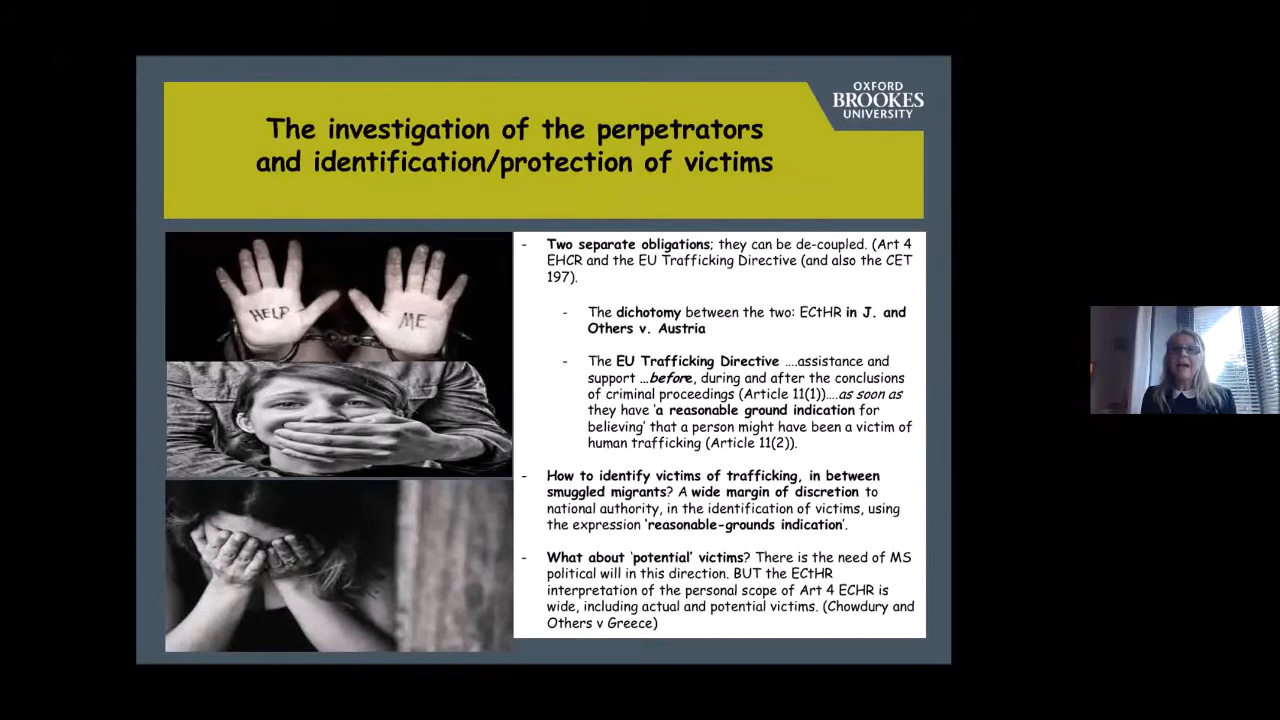 OXFORD
BROOKES
UNIVERSITY
The investigation of the perpetrators
and identification/protection of victims
HELP
ME
- Two separate obligations; they can be de-coupled. (Art 4
EHCR and the EU Trafficking Directive (and also the CET
197).
- The dichotomy between the two: ECtHR in J. and
Others v. Austria
- The EU Trafficking Directive ….assistance and
support …before, during and after the conclusions
of criminal proceedings (Article 11(1))….as soon as
they have ‘a reasonable ground indication for
believing’ that a person might have been a victim of
human trafficking (Article 11(2)).
- How to identify victims of trafficking, in between
smuggled migrants? A wide margin of discretion to
national authority, in the identification of victims, using
the expression ‘reasonable-grounds indication’.
- What about ‘potential’ victims? There is the need of MS
political will in this direction. BUT the ECtHR
interpretation of the personal scope of Art 4 ECHR is
wide, including actual and potential victims. (Chowdury and
Others v Greece)